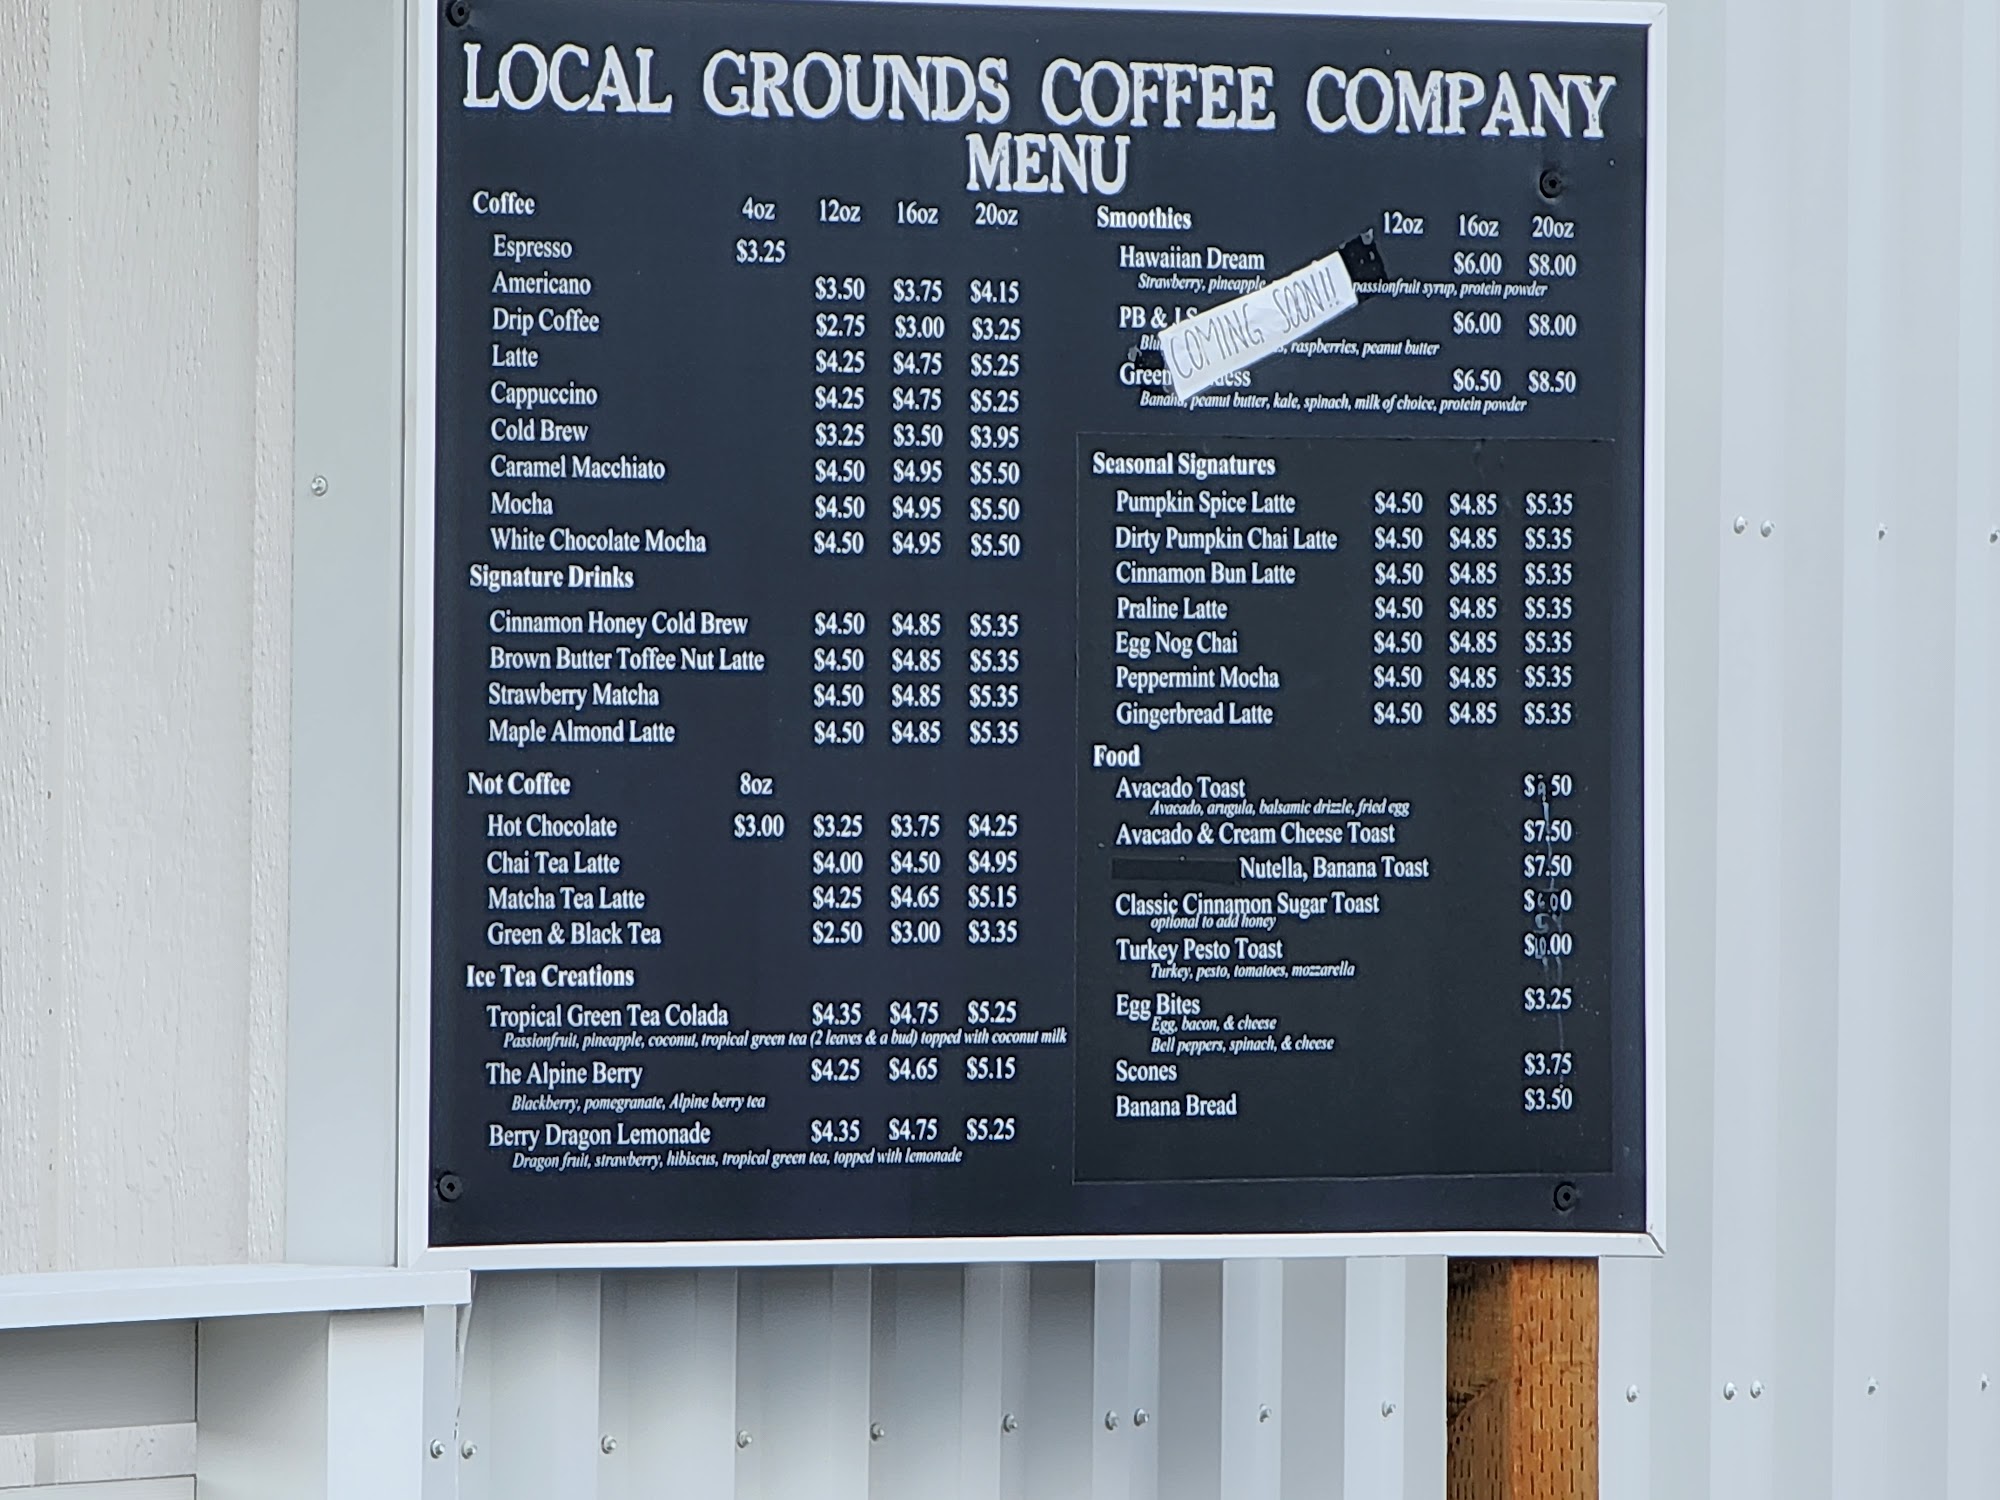 LOCAL GROUNDS COFFEE COMPANY
MENU
Coffee 4oz 12oz 16oz 20oz
Espresso $3.25
Americano $3.50 $3.75 $4.15
Drip Coffee $2.75 $3.00 $3.25
Latte $4.25 $4.75 $5.25
Cappuccino $4.25 $4.75 $5.25
Cold Brew $3.25 $3.50 $3.95
Caramel Macchiato $4.50 $4.95 $5.50
Mocha $4.50 $4.95 $5.50
White Chocolate Mocha $4.50 $4.95 $5.50
Signature Drinks
Cinnamon Honey Cold Brew $4.50 $4.85 $5.35
Brown Butter Toffee Nut Latte $4.50 $4.85 $5.35
Strawberry Matcha $4.50 $4.85 $5.35
Maple Almond Latte $4.50 $4.85 $5.35
Not Coffee 8oz
Hot Chocolate $3.00 $3.25 $3.75 $4.25
Chai Tea Latte $4.00 $4.50 $4.95
Matcha Tea Latte $4.25 $4.65 $5.15
Green & Black Tea $2.50 $3.00 $3.35
Ice Tea Creations
Tropical Green Tea Colada $4.35 $4.75 $5.25
Passionfruit, pineapple, coconut, tropical green tea (2 leaves & a bud) topped with coconut milk
The Alpine Berry $4.25 $4.65 $5.15
Blackberry, pomegranate, Alpine berry tea
Berry Dragon Lemonade $4.35 $4.75 $5.25
Dragon fruit, strawberry, hibiscus, tropical green tea, topped with lemonade
Smoothies 12oz 16oz 20oz
Hawaiian Dream $6.00 $8.00
Strawberry, pineapple passionfruit syrup, protein powder
PB & J $6.00 $8.00
raspberries, peanut butter
Green $6.50 $8.50
Banana, peanut butter, kale, spinach, milk of choice, protein powder
COMING SOON!!
Seasonal Signatures
Pumpkin Spice Latte $4.50 $4.85 $5.35
Dirty Pumpkin Chai Latte $4.50 $4.85 $5.35
Cinnamon Bun Latte $4.50 $4.85 $5.35
Praline Latte $4.50 $4.85 $5.35
Egg Nog Chai $4.50 $4.85 $5.35
Peppermint Mocha $4.50 $4.85 $5.35
Gingerbread Latte $4.50 $4.85 $5.35
Food
Avacado Toast
Avacado, arugula, balsamic drizzle, fried egg
Avacado & Cream Cheese Toast $7.50
Nutella, Banana Toast $7.50
Classic Cinnamon Sugar Toast $6.00
optional to add honey
Turkey Pesto Toast $10.00
Turkey, pesto, tomatoes, mozzarella
Egg Bites $3.25
Egg, bacon, & cheese
Bell peppers, spinach, & cheese
Scones $3.75
Banana Bread $3.50